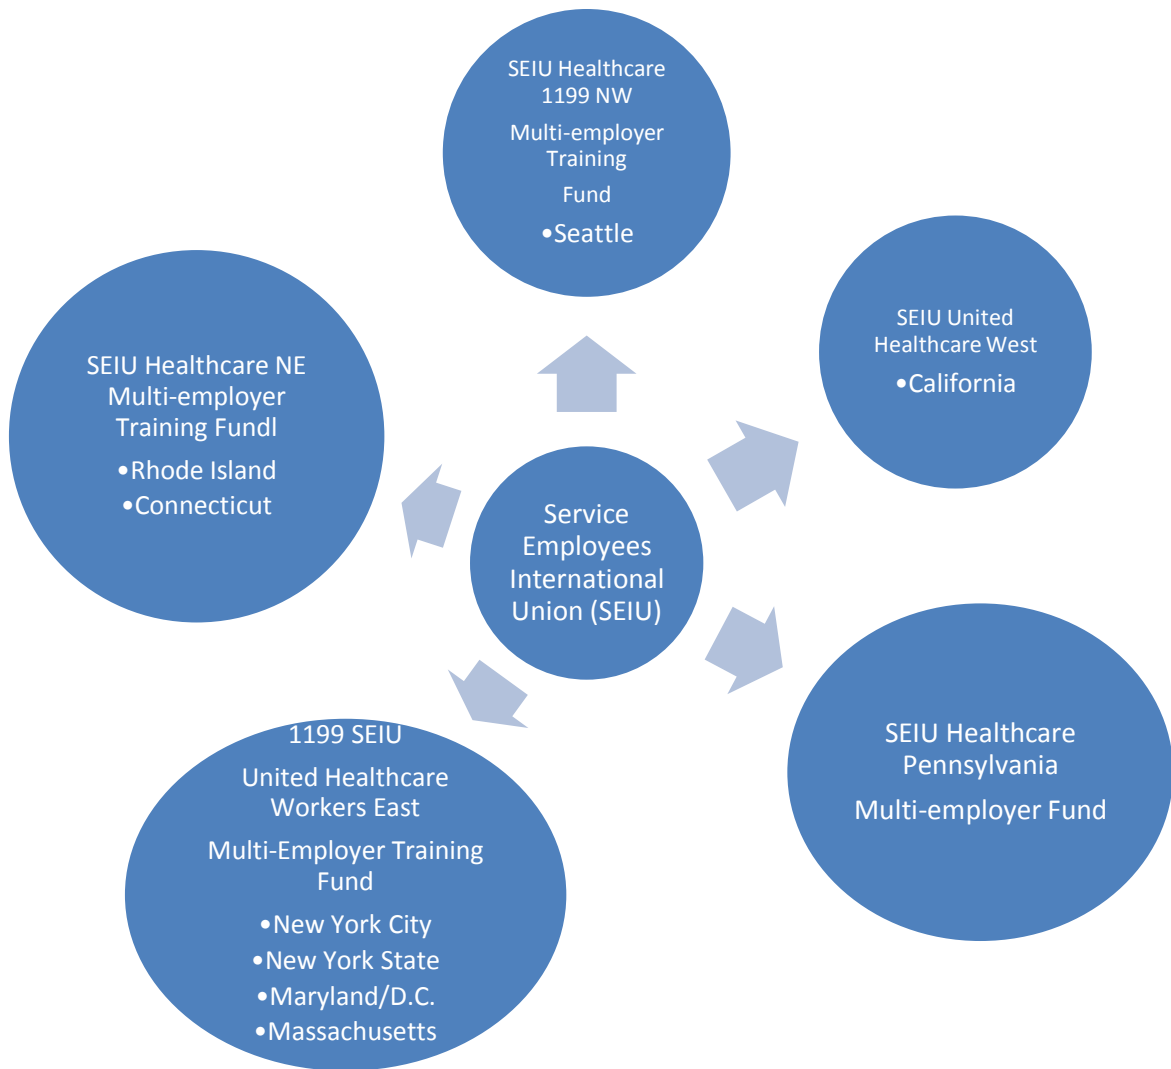 SEIU Healthcare
1199 NW
Multi-employer
Training
Fund
•Seattle
SEIU United
Healthcare West
•California
SEIU Healthcare NE
Multi-employer
Training Fundl
•Rhode Island
•Connecticut
Service
Employees
International
Union (SEIU)
SEIU Healthcare
Pennsylvania
Multi-employer Fund
1199 SEIU
United Healthcare
Workers East
Multi-Employer Training
Fund
•New York City
•New York State
•Maryland/D.C.
•Massachusetts